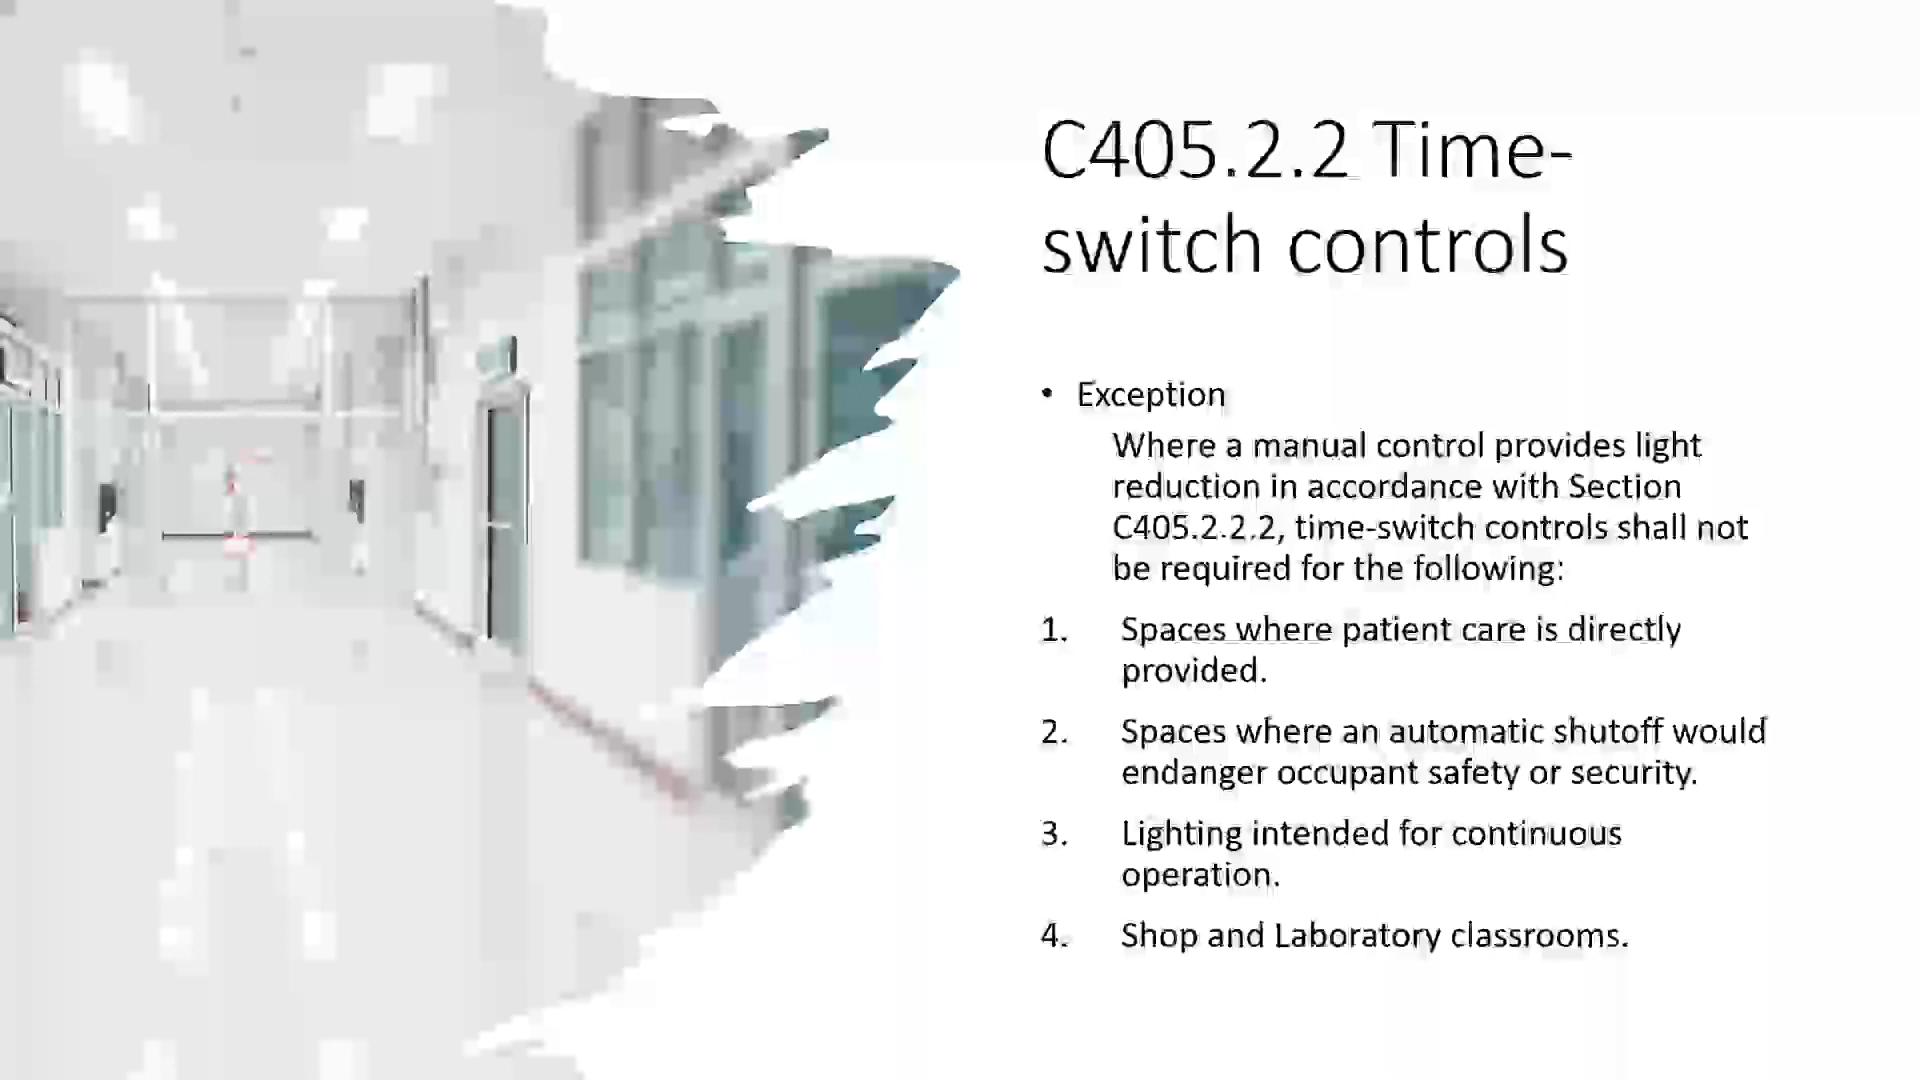 C405.2.2 Time-
switch controls
• Exception
Where a manual control provides light
reduction in accordance with Section
C405.2.2.2, time-switch controls shall not
be required for the following:
1. Spaces where patient care is directly
provided.
2. Spaces where an automatic shutoff would
endanger occupant safety or security.
3. Lighting intended for continuous
operation.
4. Shop and Laboratory classrooms.